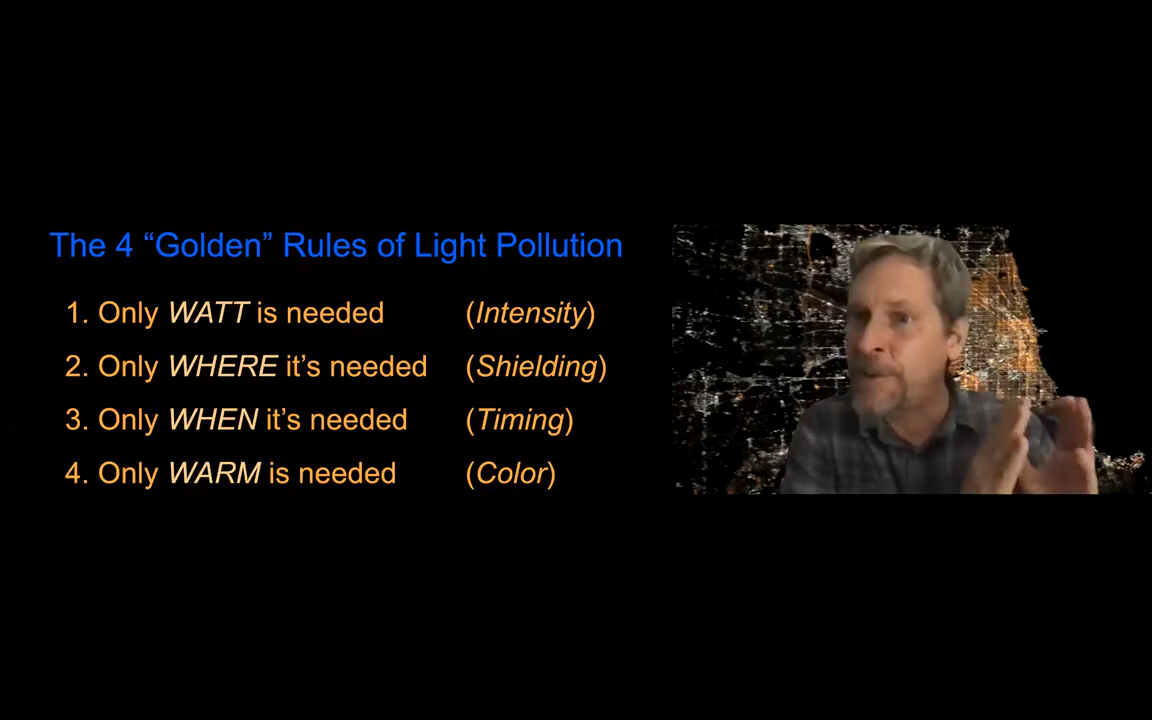 The 4 “Golden” Rules of Light Pollution
1. Only WATT is needed (Intensity)
2. Only WHERE it’s needed (Shielding)
3. Only WHEN it’s needed (Timing)
4. Only WARM is needed (Color)